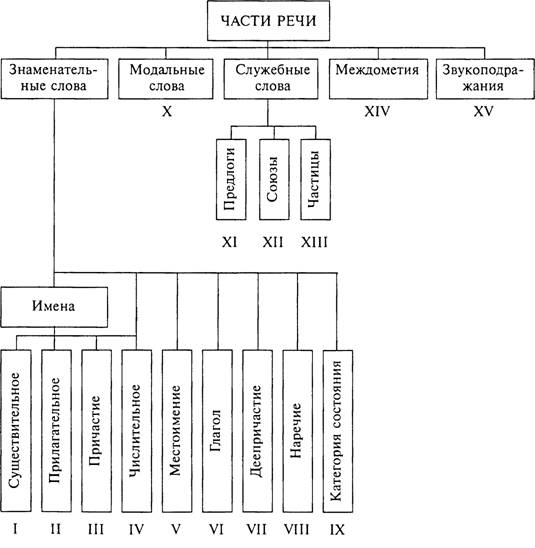 ЧАСТИ РЕЧИ
Знаменатель-
ные слова
Модальные
слова
Служебные
слова
Междометия
Звукоподра-
жания
X
XIV
XV
Предлоги
Союзы
Частицы
XI
XII
XIII
Имена
Существительное
Прилагательное
Причастие
Числительное
Местоимение
Глагол
Деепричастие
Наречие
Категория состояния
I
II
III
IV
V
VI
VII
VIII
IX